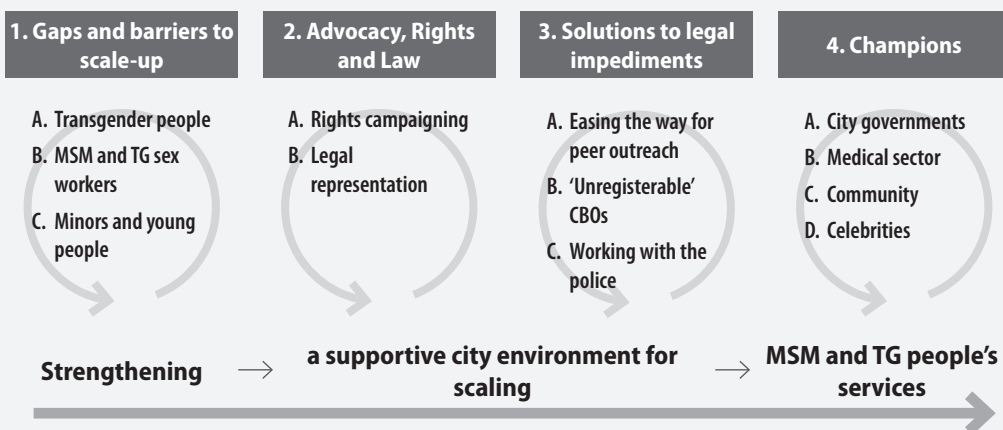 1. Gaps and barriers to
scale-up
A. Transgender people
B. MSM and TG sex
workers
C. Minors and young
people
2. Advocacy, Rights
and Law
A. Rights campaigning
B. Legal
representation
3. Solutions to legal
impediments
A. Easing the way for
peer outreach
B. ‘Unregisterable’
CBOs
C. Working with the
police
4. Champions
A. City governments
B. Medical sector
C. Community
D. Celebrities
Strengthening
a supportive city environment for
scaling
MSM and TG people’s
services